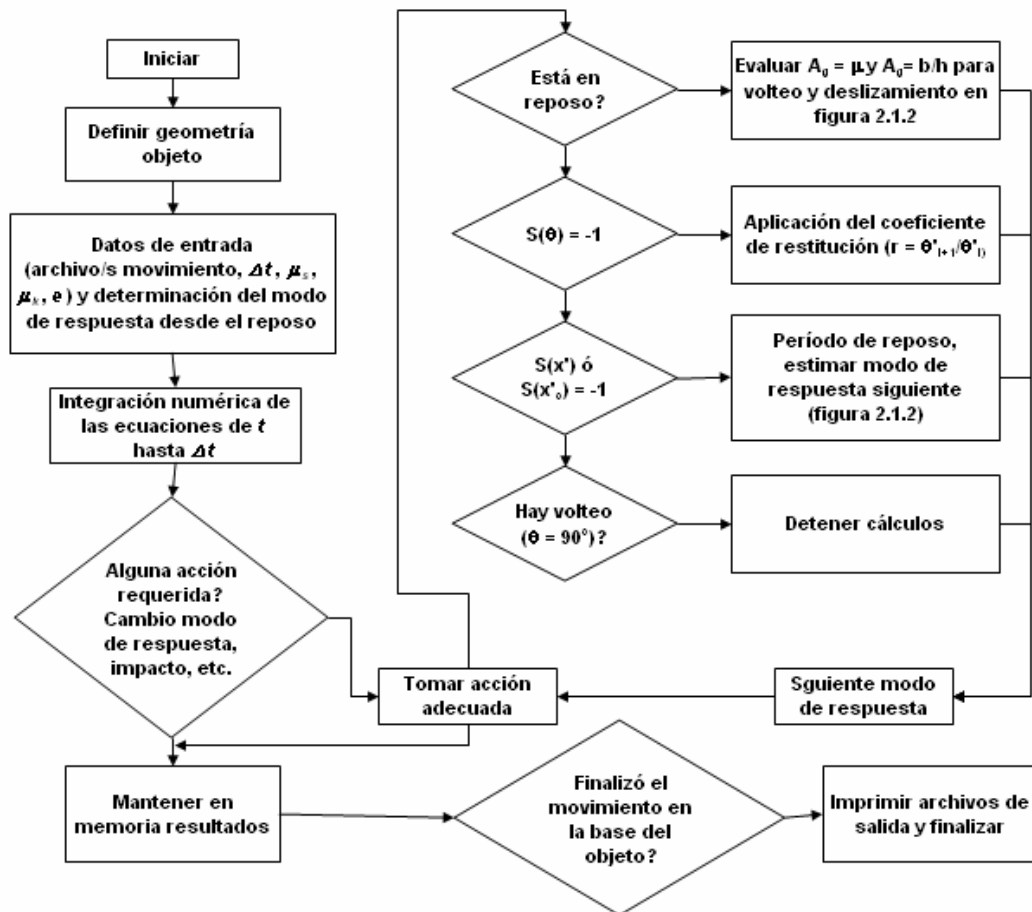 Iniciar
Definir geometría
objeto
Datos de entrada
(archivo/s movimiento, Δt, μs,
μk, e) y determinación del modo
de respuesta desde el reposo
Integración numérica de
las ecuaciones de t
hasta Δt
Alguna acción
requerida?
Cambio modo
de respuesta,
impacto, etc.
Mantener en
memoria resultados
Está en
reposo?
Evaluar A0 = μ y A0= b/h para
volteo y deslizamiento en
figura 2.1.2
S(θ) = -1
Aplicación del coeficiente
de restitución (r = θ'i+1/θ'i)
S(x') ó
S(x'o) = -1
Período de reposo,
estimar modo de
respuesta siguiente
(figura 2.1.2)
Hay volteo
(θ = 90°)?
Detener cálculos
Tomar acción
adecuada
Sguiente modo
de respuesta
Finalizó el
movimiento en
la base del
objeto?
Imprimir archivos de
salida y finalizar